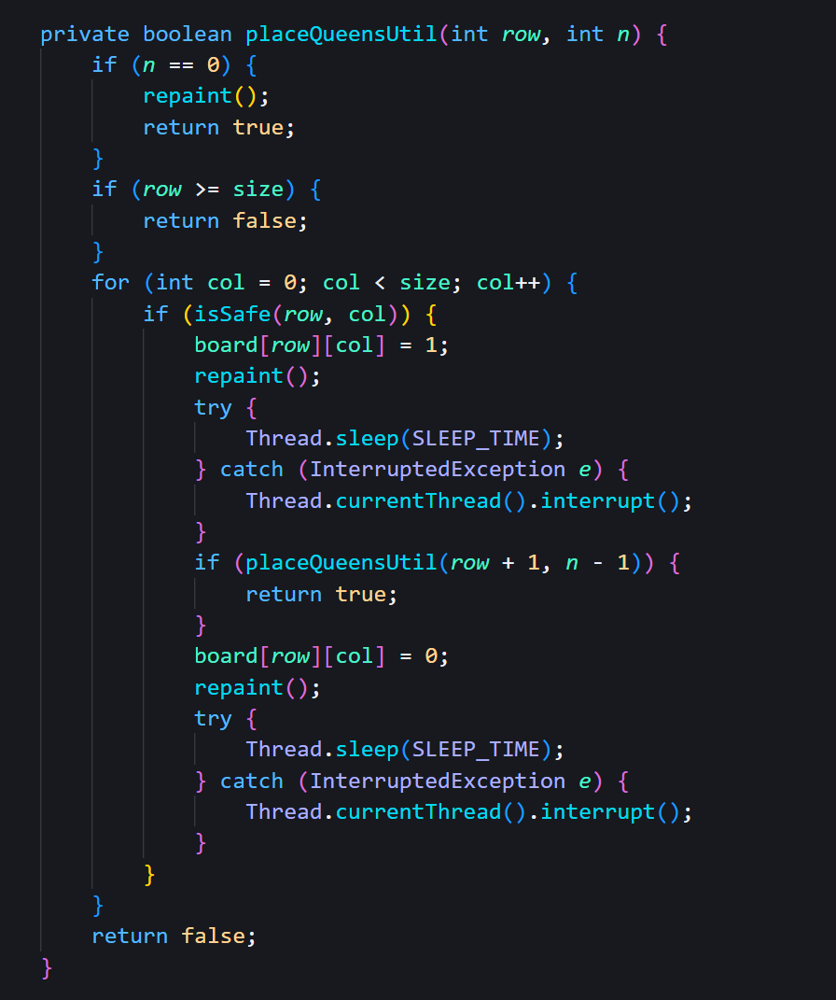 private boolean placeQueensUtil(int row, int n) {
    if (n == 0) {
        repaint();
        return true;
    }
    if (row >= size) {
        return false;
    }
    for (int col = 0; col < size; col++) {
        if (isSafe(row, col)) {
            board[row][col] = 1;
            repaint();
            try {
                Thread.sleep(SLEEP_TIME);
            } catch (InterruptedException e) {
                Thread.currentThread().interrupt();
            }
            if (placeQueensUtil(row + 1, n - 1)) {
                return true;
            }
            board[row][col] = 0;
            repaint();
            try {
                Thread.sleep(SLEEP_TIME);
            } catch (InterruptedException e) {
                Thread.currentThread().interrupt();
            }
        }
    }
    return false;
}